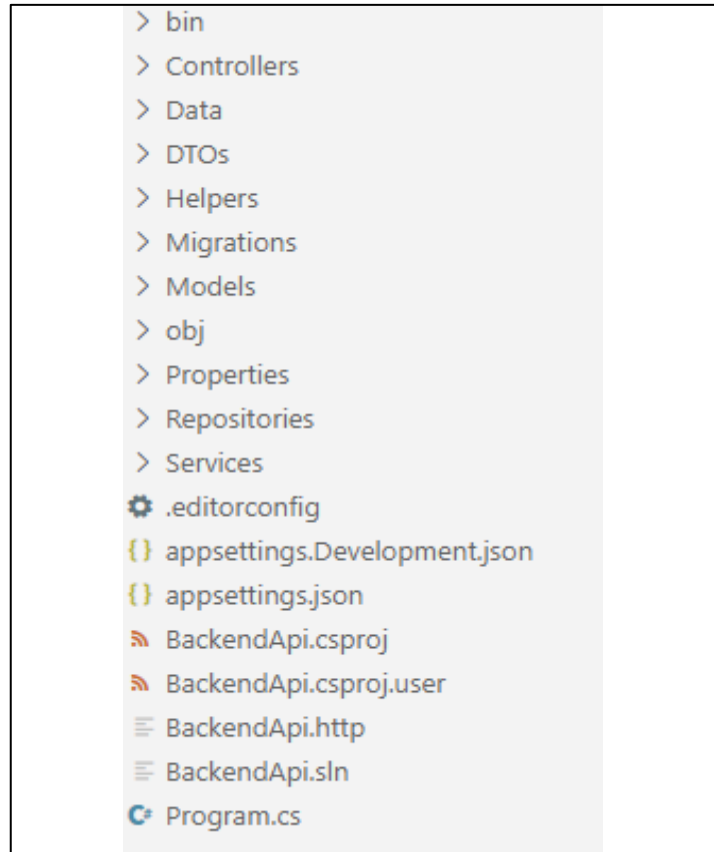 bin
Controllers
Data
DTOs
Helpers
Migrations
Models
obj
Properties
Repositories
Services
.editorconfig
appsettings.Development.json
appsettings.json
BackendApi.csproj
BackendApi.csproj.user
BackendApi.http
BackendApi.sln
Program.cs